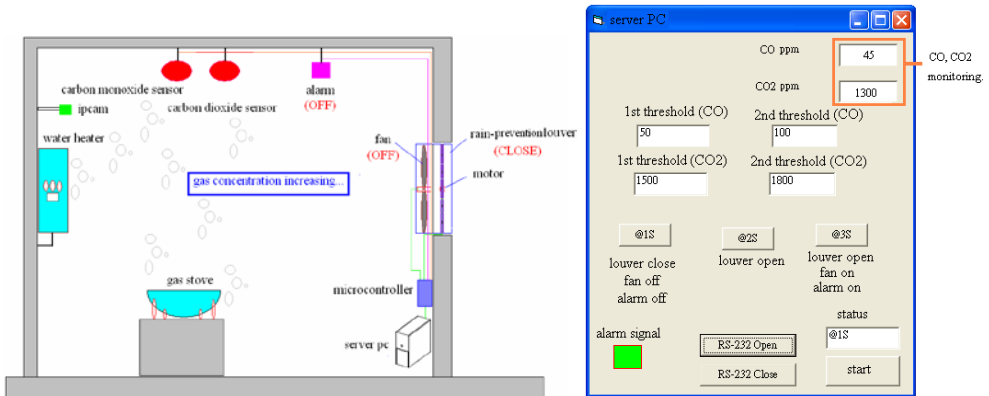 carbon monoxide sensor
carbon dioxide sensor
alarm
(OFF)
ipcam
water heater
fan
(OFF)
rain-preventionlouver
(CLOSE)
motor
gas concentration increasing...
gas stove
microcontroller
server pc
server PC
CO ppm
45
CO2 ppm
1300
CO, CO2
monitoring.
1st threshold (CO)
2nd threshold (CO)
50
100
1st threshold (CO2)
2nd threshold (CO2)
1500
1800
@1S
@2S
@3S
louver close
fan off
alarm off
louver open
louver open
fan on
alarm on
status
@1S
alarm signal
RS-232 Open
RS-232 Close
start